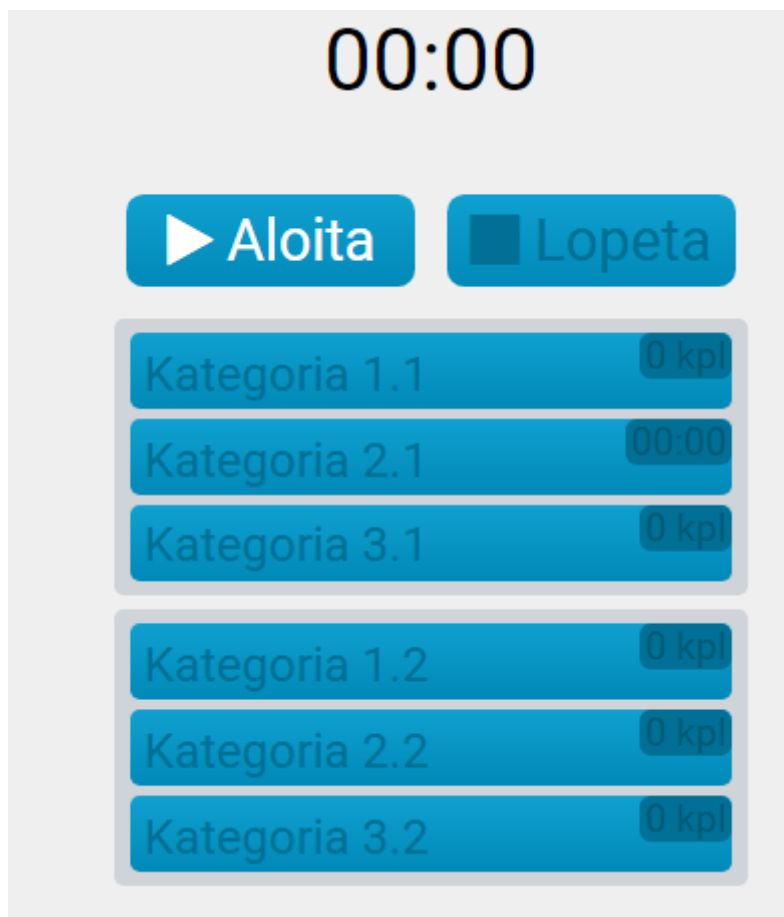 00:00
Aloita Lopeta
Kategoria 1.1 0 kpl
Kategoria 2.1 00:00
Kategoria 3.1 0 kpl
Kategoria 1.2 0 kpl
Kategoria 2.2 0 kpl
Kategoria 3.2 0 kpl